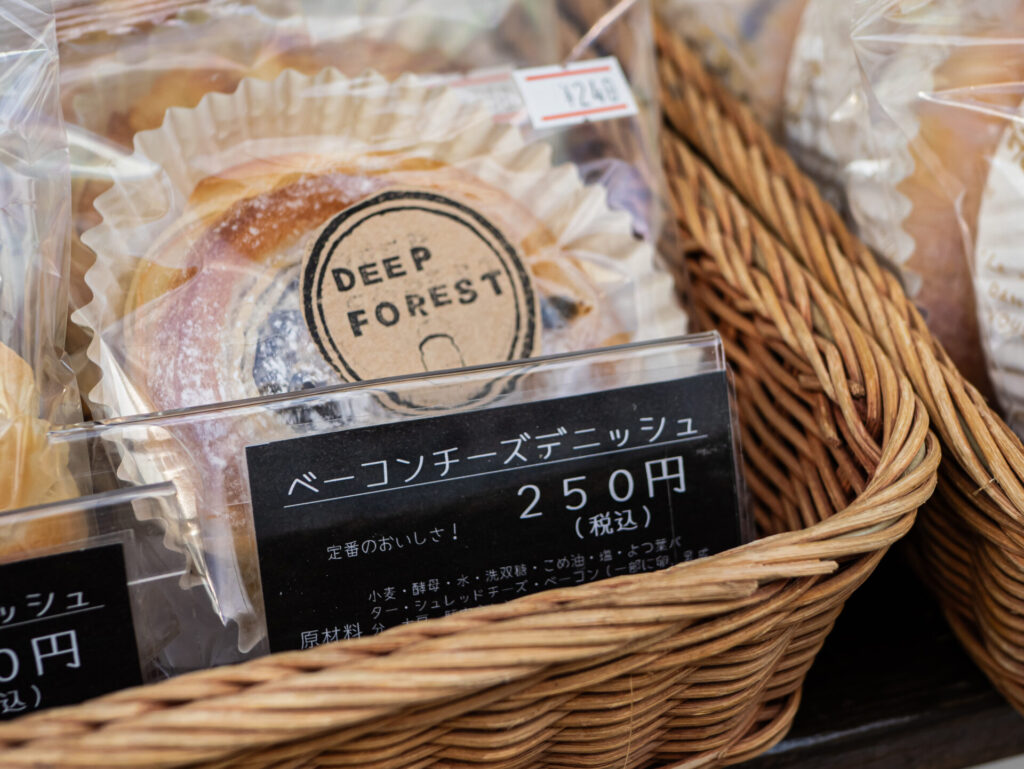 ¥248
DEEP
FOREST
ベーコンチーズデニッシュ
250円
(税込)
定番のおいしさ!
小麦・酵母・水・洗双糖・こめ油・塩・よつ葉バ
ター・シュレッドチーズ・ベーコン(一部に卵・
原材料
ッシュ
0円
込)